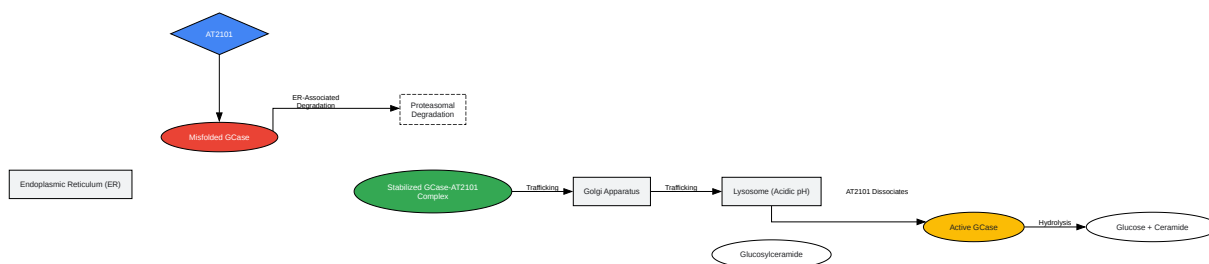 AT2101
ER-Associated
Degradation
Proteasomal
Degradation
Misfolded GCase
Endoplasmic Reticulum (ER)
Stabilized GCase-AT2101
Complex
Trafficking
Golgi Apparatus
Trafficking
Lysosome (Acidic pH)
AT2101 Dissociates
Active GCase
Hydrolysis
Glucose + Ceramide
Glucosylceramide